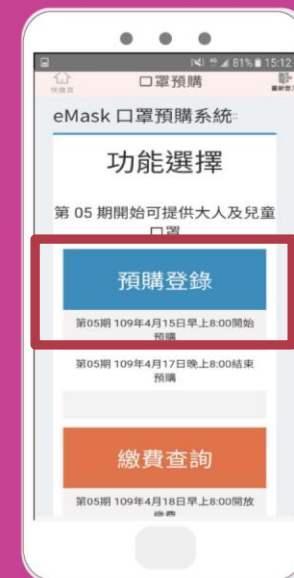 81% 15:12
快捷頁
口罩預購
重新登入
eMask 口罩預購系統
功能選擇
第 05 期開始可提供大人及兒童
口罩
預購登錄
第05期 109年4月15日早上8:00開始
預購
第05期 109年4月17日晚上8:00結束
預購
繳費查詢
第05期 109年4月18日早上8:00開放
繳費